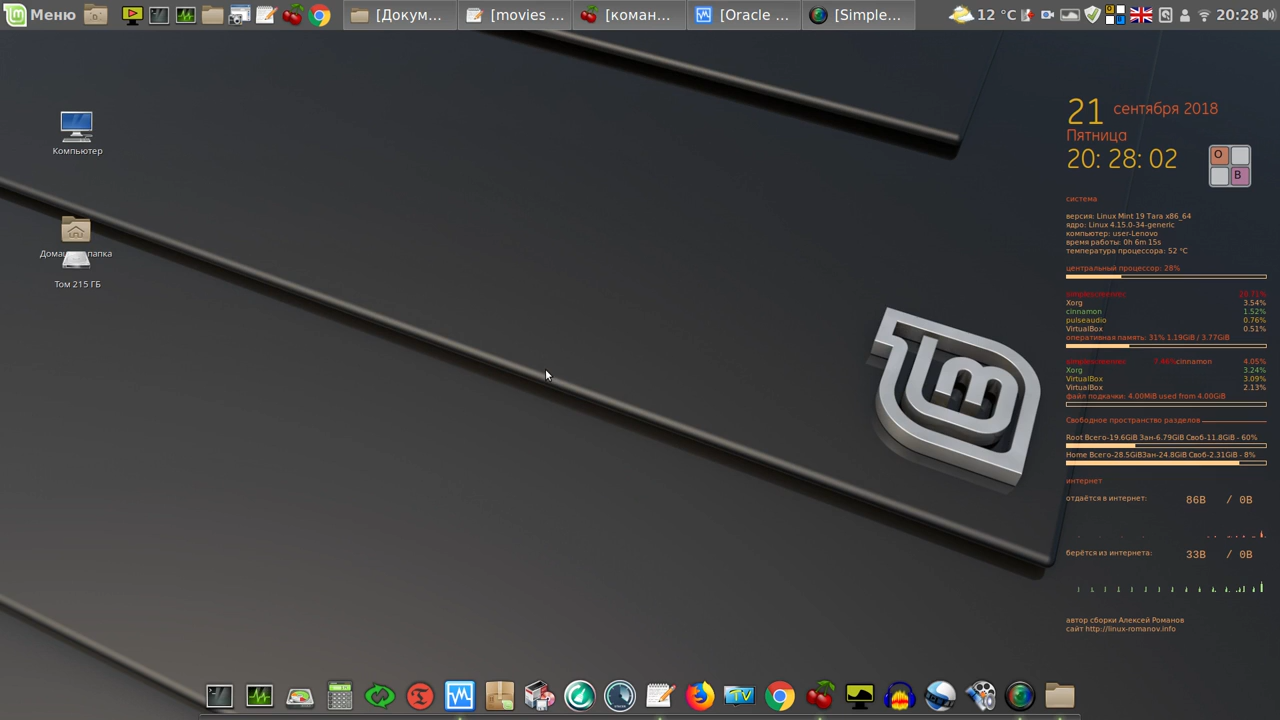 Меню
[Докум...
[movies ...
[коман...
[Oracle ...
[Simple...
12 °C
20:28
Компьютер
Том 215 ГБ
21 сентября 2018
Пятница
20: 28: 02
O
B
система
версия: Linux Mint 19 Tara x86_64
ядро: Linux 4.15.0-34-generic
компьютер: user-Lenovo
время работы: 0h 6m 15s
температура процессора: 52 °C
центральный процессор: 28%
Xorg 3.54%
cinnamon 1.52%
pulseaudio 0.76%
VirtualBox 0.51%
оперативная память: 31% 1.19GiB / 3.77GiB
cinnamon 4.05%
Xorg 3.24%
VirtualBox 3.09%
VirtualBox 2.13%
файл подкачки: 4.00MiB used from 4.00GiB
Свободное пространство разделов
Root Всего-19.6GiB Зан-6.79GiB Своб-11.8GiB - 60%
Home Всего-28.5GiBЗан-24.8GiB Своб-2.31GiB - 8%
интернет
отдаётся в интернет: 86B / 0B
берётся из интернета: 33B / 0B
автор сборки Алексей Романов
сайт http://linux-romanov.info
TV